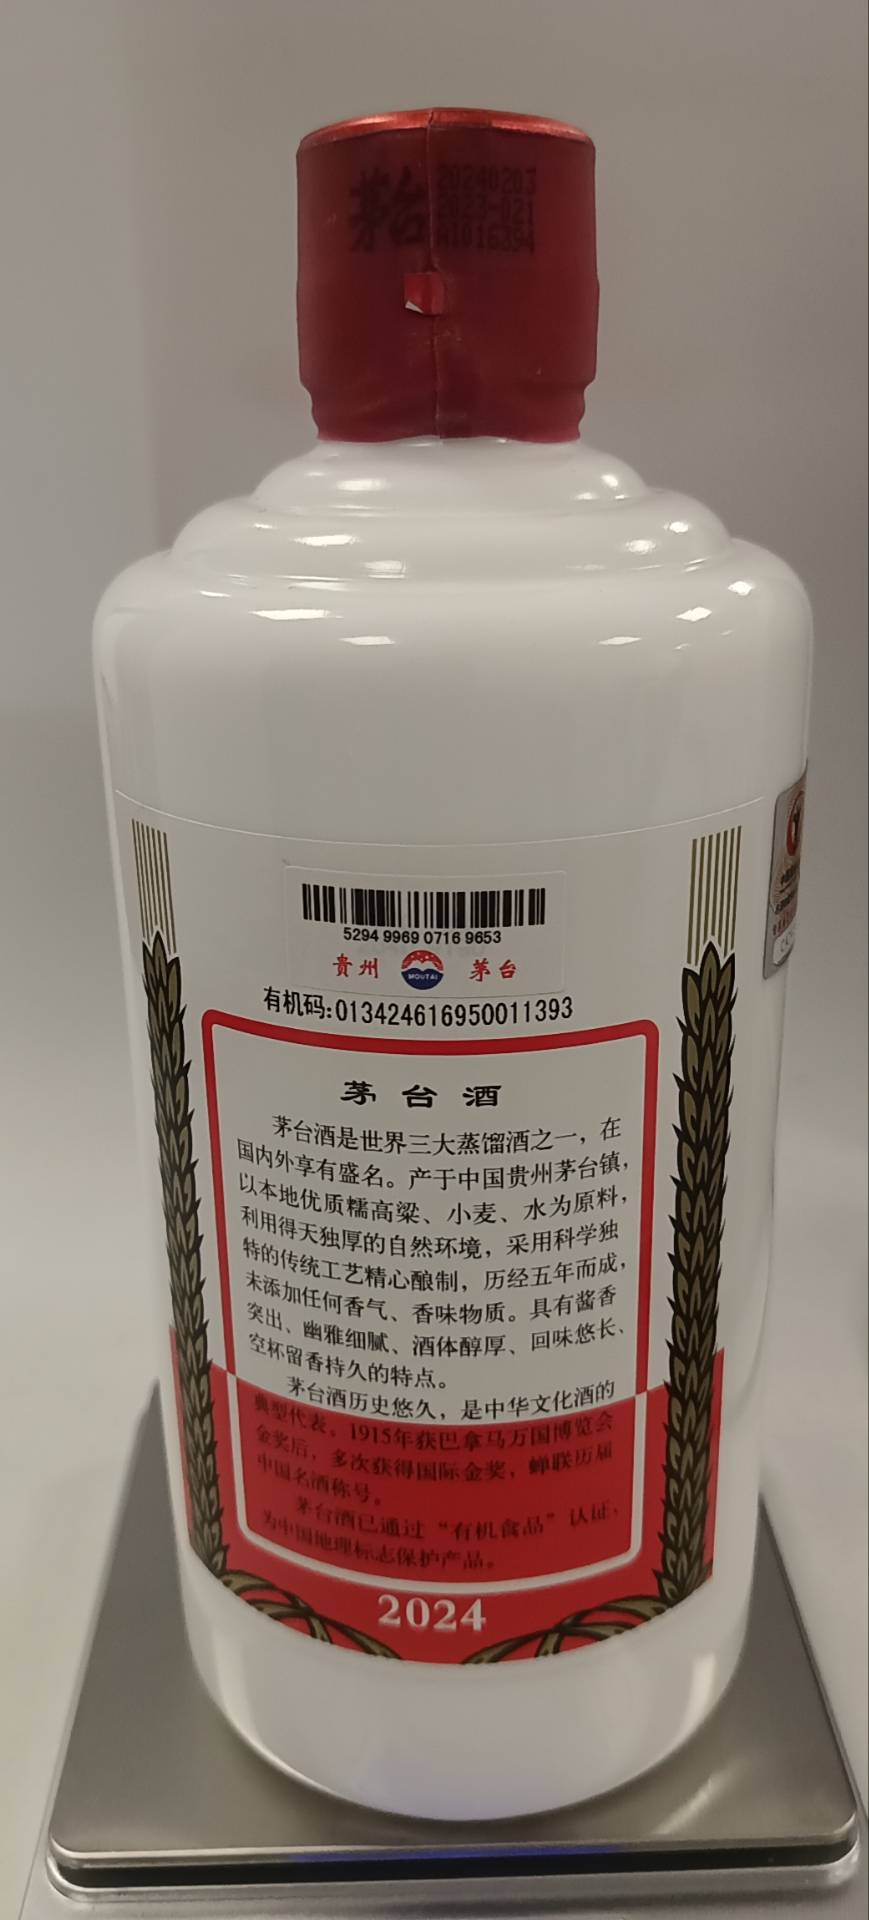 茅台
20240203
2023-021
A1016354
5294 9969 0716 9653
贵州 MOUTAI 茅台
有机码:013424616950011393
茅台酒
茅台酒是世界三大蒸馏酒之一，在
国内外享有盛名。产于中国贵州茅台镇，
以本地优质糯高粱、小麦、水为原料，
利用得天独厚的自然环境，采用科学独
特的传统工艺精心酿制，历经五年而成，
未添加任何香气、香味物质。具有酱香
突出、幽雅细腻、酒体醇厚、回味悠长、
空杯留香持久的特点。
茅台酒历史悠久，是中华文化酒的
典型代表。1915年获巴拿马万国博览会
金奖后，多次获得国际金奖，蝉联历届
中国名酒称号。
茅台酒已通过“有机食品”认证，
为中国地理标志保护产品。
2024